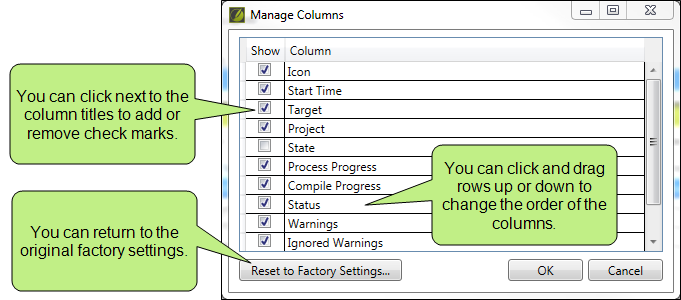 Manage Columns
Show Column
Icon
Start Time
Target
Project
State
Process Progress
Compile Progress
Status
Warnings
Ignored Warnings
You can click next to the
column titles to add or
remove check marks.
You can click and drag
rows up or down to
change the order of the
columns.
You can return to the
original factory settings.
Reset to Factory Settings...
OK
Cancel